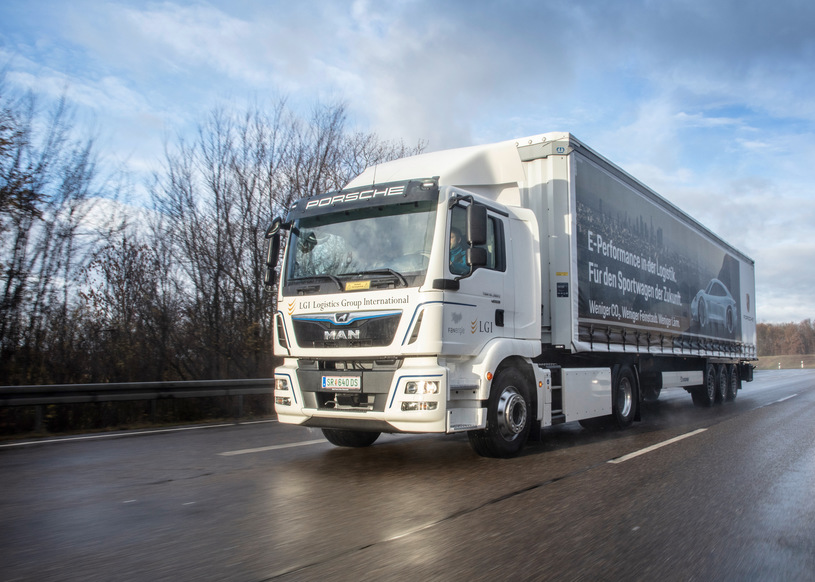 PORSCHE
LGI Logistics Group International
MAN
SR 640 DS
LGI
E-Performance in der Logistik.
Für den Sportwagen der Zukunft.
Weniger CO₂. Weniger Feinstaub. Weniger Lärm.